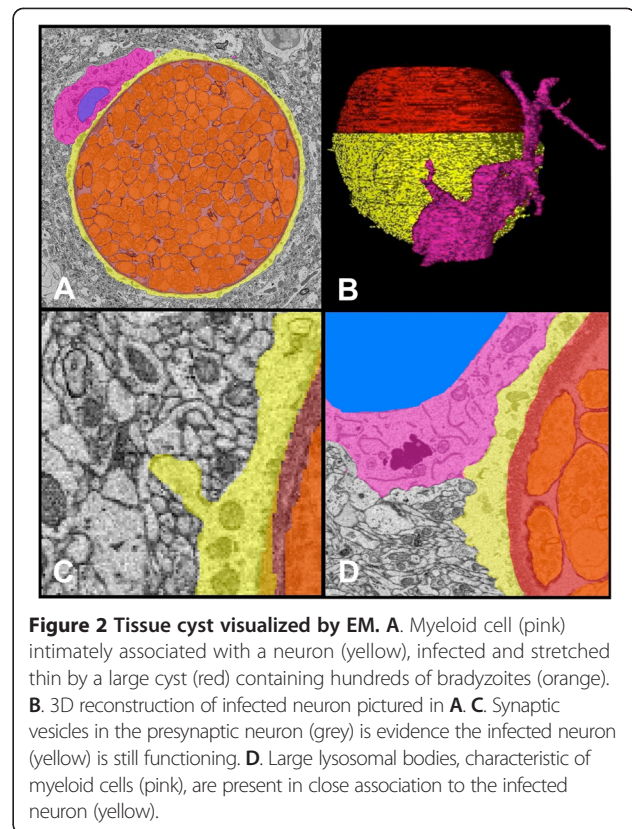 A
B
C
D
Figure 2 Tissue cyst visualized by EM. A. Myeloid cell (pink)
intimately associated with a neuron (yellow), infected and stretched
thin by a large cyst (red) containing hundreds of bradyzoites (orange).
B. 3D reconstruction of infected neuron pictured in A. C. Synaptic
vesicles in the presynaptic neuron (grey) is evidence the infected neuron
(yellow) is still functioning. D. Large lysosomal bodies, characteristic of
myeloid cells (pink), are present in close association to the infected
neuron (yellow).